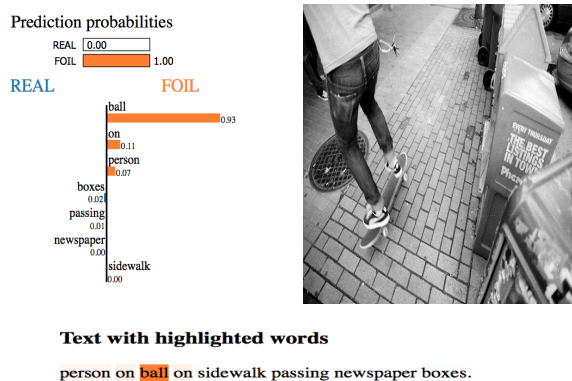 Prediction probabilities
REAL 0.00
FOIL 1.00
REAL FOIL
ball
0.93
on
0.11
person
0.07
boxes
0.02
passing
0.01
newspaper
0.00
sidewalk
0.00
EVERY THURSDAY
THE BEST
LISTINGS
IN TOWN
Text with highlighted words
person on ball on sidewalk passing newspaper boxes.